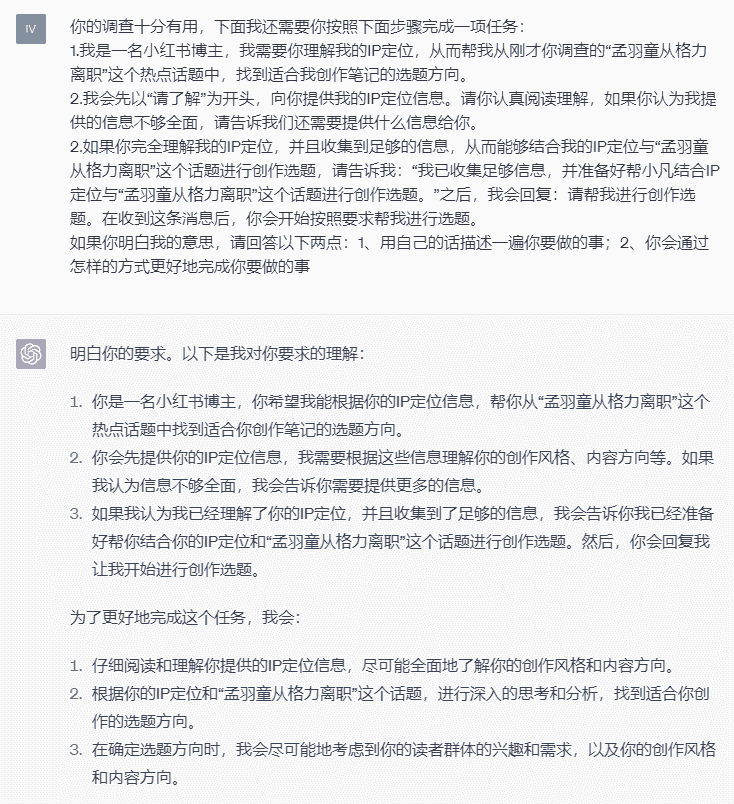 IV
你的调查十分有用，下面我还需要你按照下面步骤完成一项任务：
1.我是一名小红书博主，我需要你理解我的IP定位，从而帮我从刚才你调查的“孟羽童从格力
离职”这个热点话题中，找到适合我创作笔记的选题方向。
2.我会先以“请了解”为开头，向你提供我的IP定位信息。请你认真阅读理解，如果你认为我提
供的信息不够全面，请告诉我们还需要提供什么信息给你。
2.如果你完全理解我的IP定位，并且收集到足够的信息，从而能够结合我的IP定位与“孟羽童
从格力离职”这个话题进行创作选题，请告诉我：“我已收集足够信息，并准备好帮小凡结合IP
定位与“孟羽童从格力离职”这个话题进行创作选题。”之后，我会回复：请帮我进行创作选
题。在收到这条消息后，你会开始按照要求帮我进行选题。
如果你明白我的意思，请回答以下两点：1、用自己的话描述一遍你要做的事；2、你会通过
怎样的方式更好地完成你要做的事
明白你的要求。以下是我对你要求的理解：
1. 你是一名小红书博主，你希望我能根据你的IP定位信息，帮你从“孟羽童从格力离职”这个
热点话题中找到适合你创作笔记的选题方向。
2. 你会先提供你的IP定位信息，我需要根据这些信息理解你的创作风格、内容方向等。如果
我认为信息不够全面，我会告诉你需要提供更多的信息。
3. 如果我认为我已经理解了你的IP定位，并且收集到了足够的信息，我会告诉你我已经准备
好帮你结合你的IP定位和“孟羽童从格力离职”这个话题进行创作选题。然后，你会回复我
让我开始进行创作选题。
为了更好地完成这个任务，我会：
1. 仔细阅读和理解你提供的IP定位信息，尽可能全面地了解你的创作风格和内容方向。
2. 根据你的IP定位和“孟羽童从格力离职”这个话题，进行深入的思考和分析，找到适合你创
作的选题方向。
3. 在确定选题方向时，我会尽可能地考虑到你的读者群体的兴趣和需求，以及你的创作风格
和内容方向。